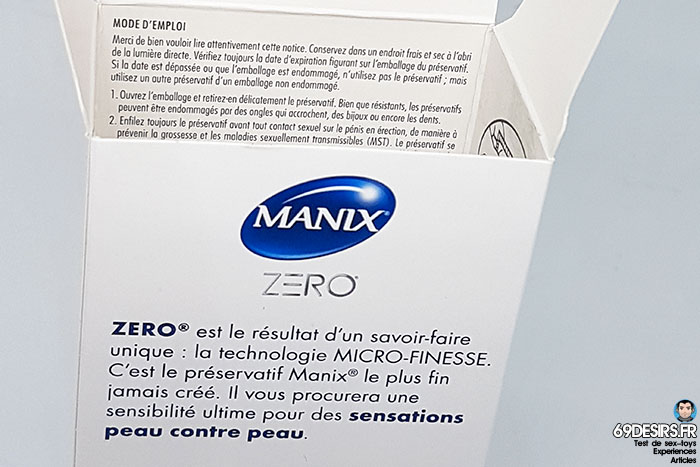 MODE D'EMPLOI
Merci de bien vouloir lire attentivement cette notice. Conservez dans un endroit frais et sec à l'abri
de la lumière directe. Vérifiez toujours la date d'expiration figurant sur l'emballage du préservatif.
Si la date est dépassée ou que l'emballage est endommagé, n'utilisez pas le préservatif ; mais
utilisez un autre préservatif d'un emballage non endommagé.
1. Ouvrez l'emballage et retirez-en délicatement le préservatif. Bien que résistants, les préservatifs
peuvent être endommagés par des ongles qui accrochent, des bijoux ou encore les dents.
2. Enfilez toujours le préservatif avant tout contact sexuel sur le pénis en érection, de manière à
prévenir la grossesse et les maladies sexuellement transmissibles (MST). Le préservatif se
MANIX®
ZERO®
ZERO® est le résultat d'un savoir-faire
unique : la technologie MICRO-FINESSE.
C'est le préservatif Manix® le plus fin
jamais créé. Il vous procurera une
sensibilité ultime pour des sensations
peau contre peau.
69DESIRS.FR
Test de sex-toys
Experiences
Articles